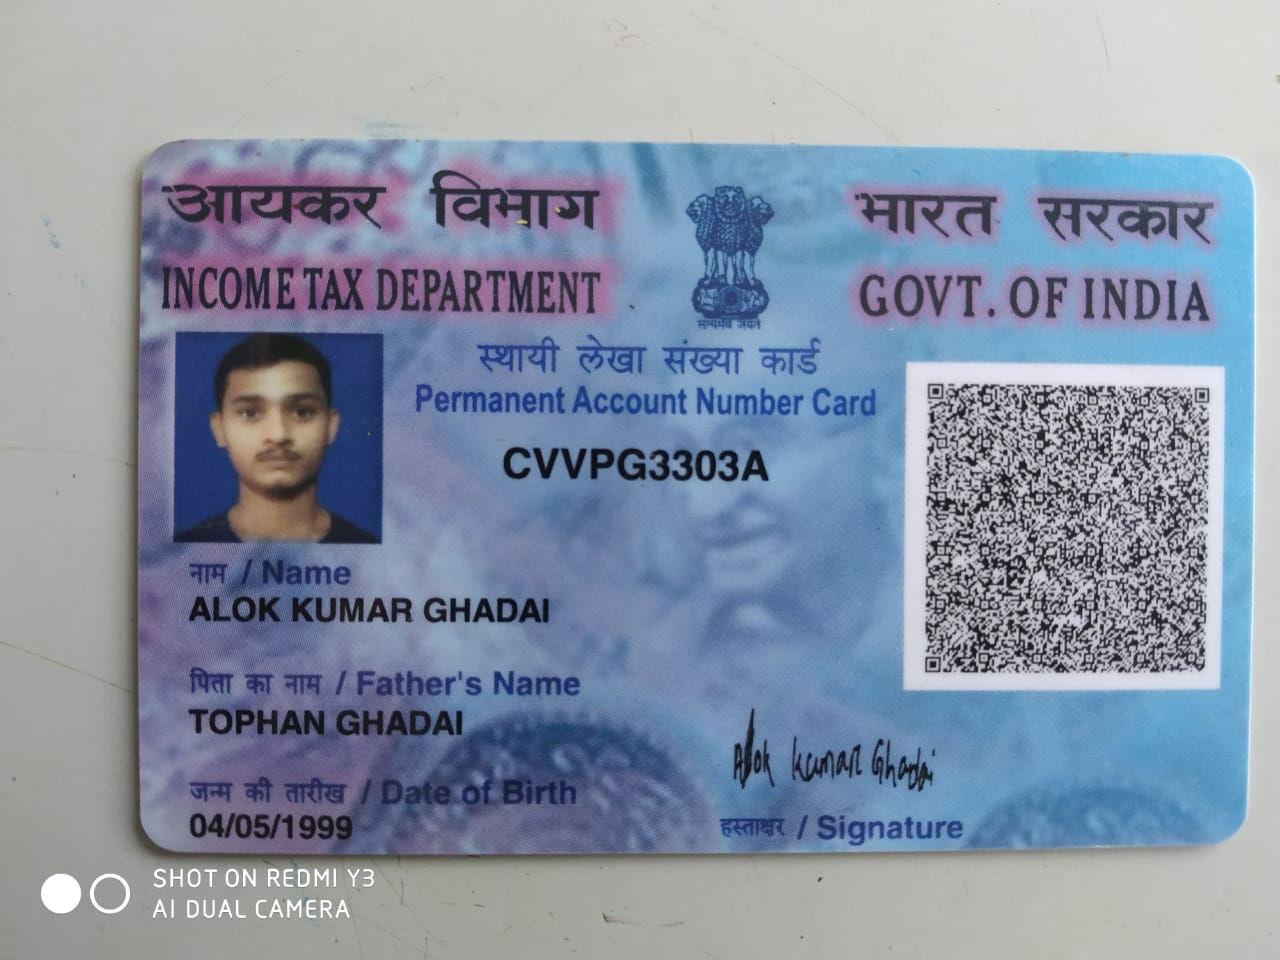 आयकर विभाग
INCOME TAX DEPARTMENT
सत्यमेव जयते
भारत सरकार
GOVT. OF INDIA
स्थायी लेखा संख्या कार्ड
Permanent Account Number Card
CVVPG3303A
नाम / Name
ALOK KUMAR GHADAI
पिता का नाम / Father's Name
TOPHAN GHADAI
जन्म की तारीख / Date of Birth
04/05/1999
Alok kumar Ghadai
हस्ताक्षर / Signature
SHOT ON REDMI Y3
AI DUAL CAMERA